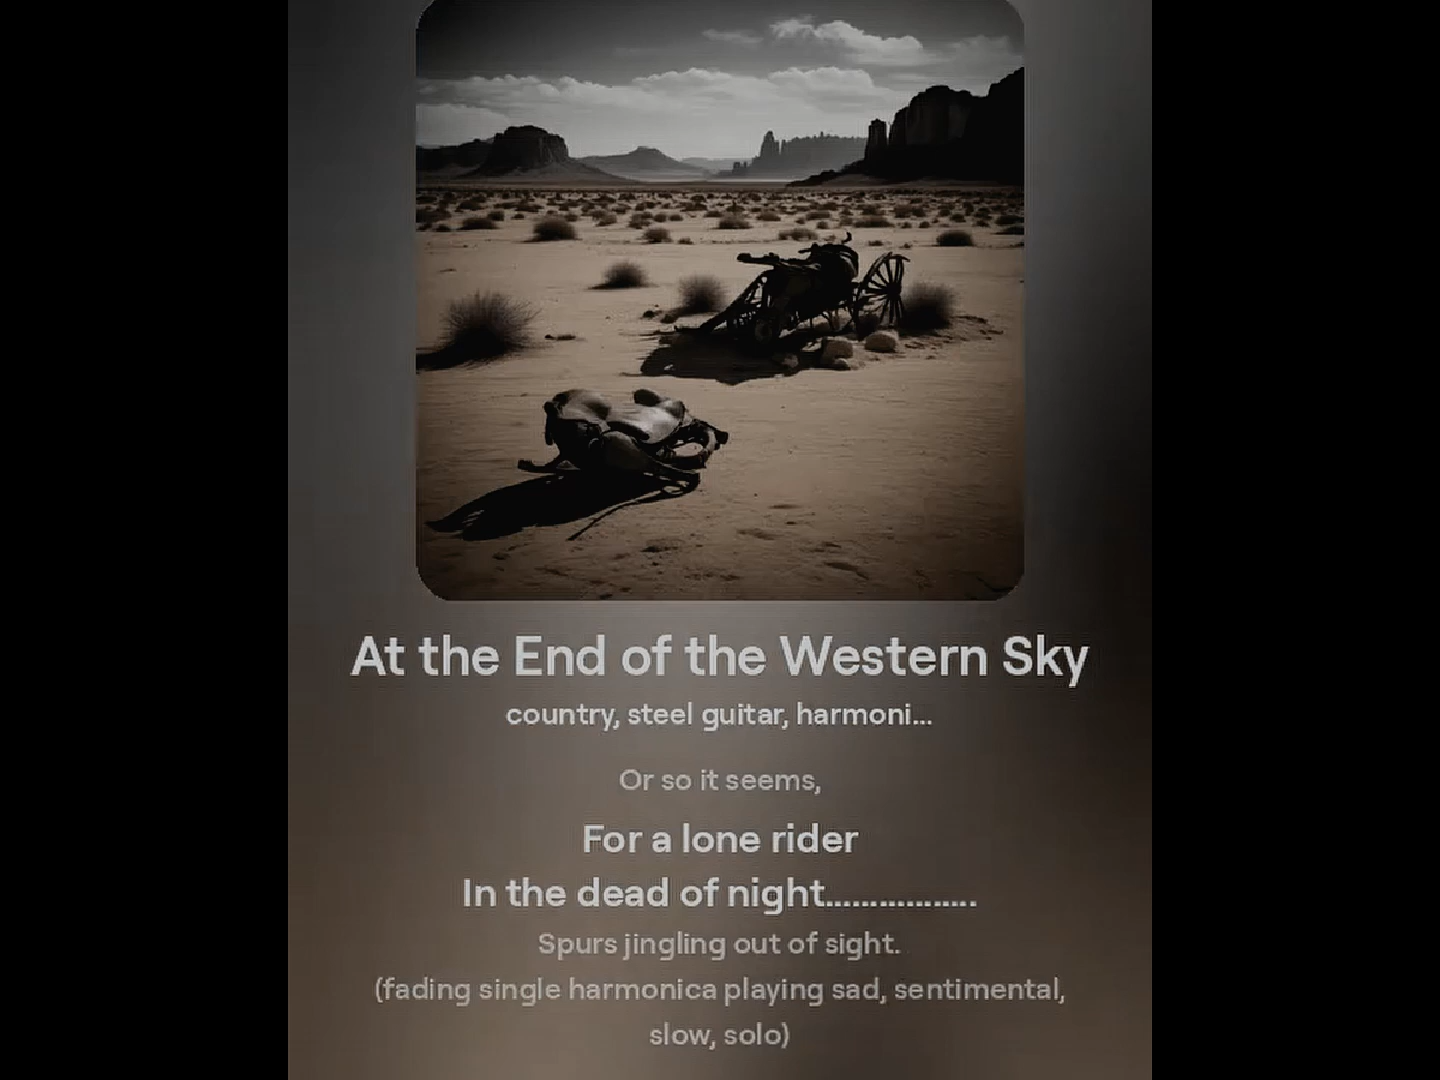 At the End of the Western Sky
country, steel guitar, harmoni...
Or so it seems,
For a lone rider
In the dead of night.................
Spurs jingling out of sight.
(fading single harmonica playing sad, sentimental,
slow, solo)